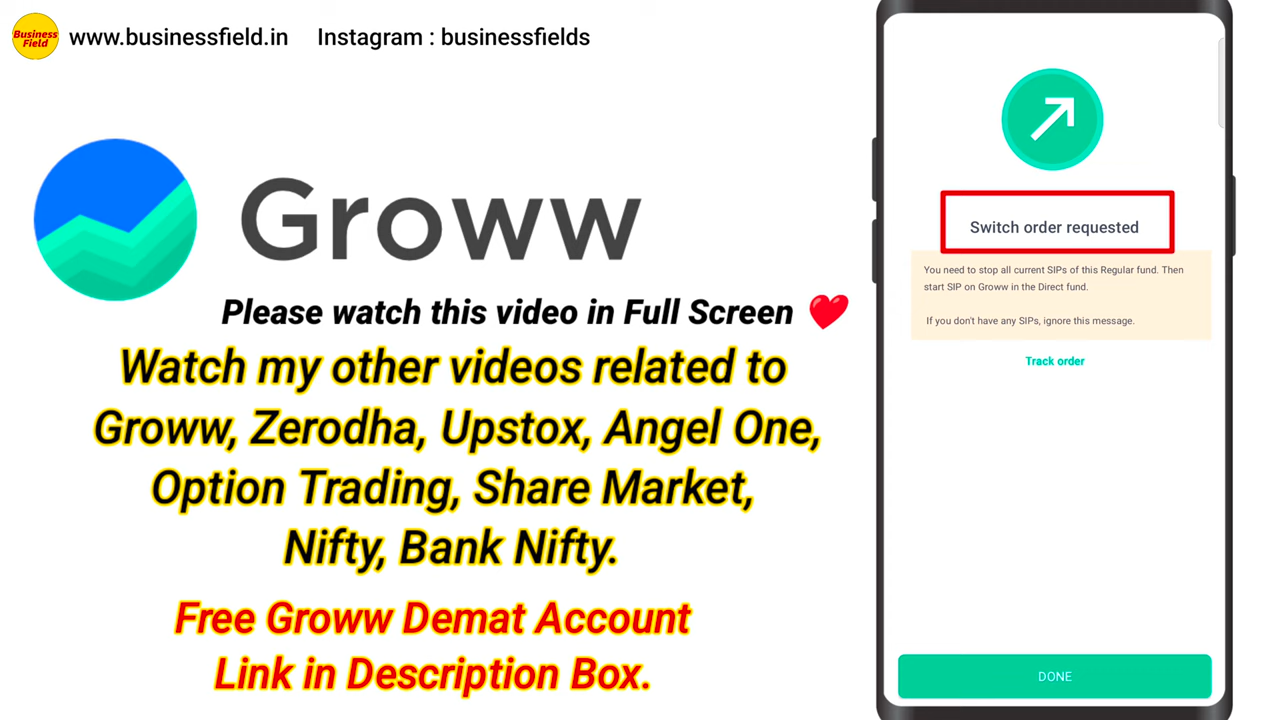 Business
Field
www.businessfield.in Instagram : businessfields
Groww
Please watch this video in Full Screen
Watch my other videos related to
Groww, Zerodha, Upstox, Angel One,
Option Trading, Share Market,
Nifty, Bank Nifty.
Free Groww Demat Account
Link in Description Box.
Switch order requested
You need to stop all current SIPs of this Regular fund. Then
start SIP on Groww in the Direct fund.
If you don't have any SIPs, ignore this message.
Track order
DONE